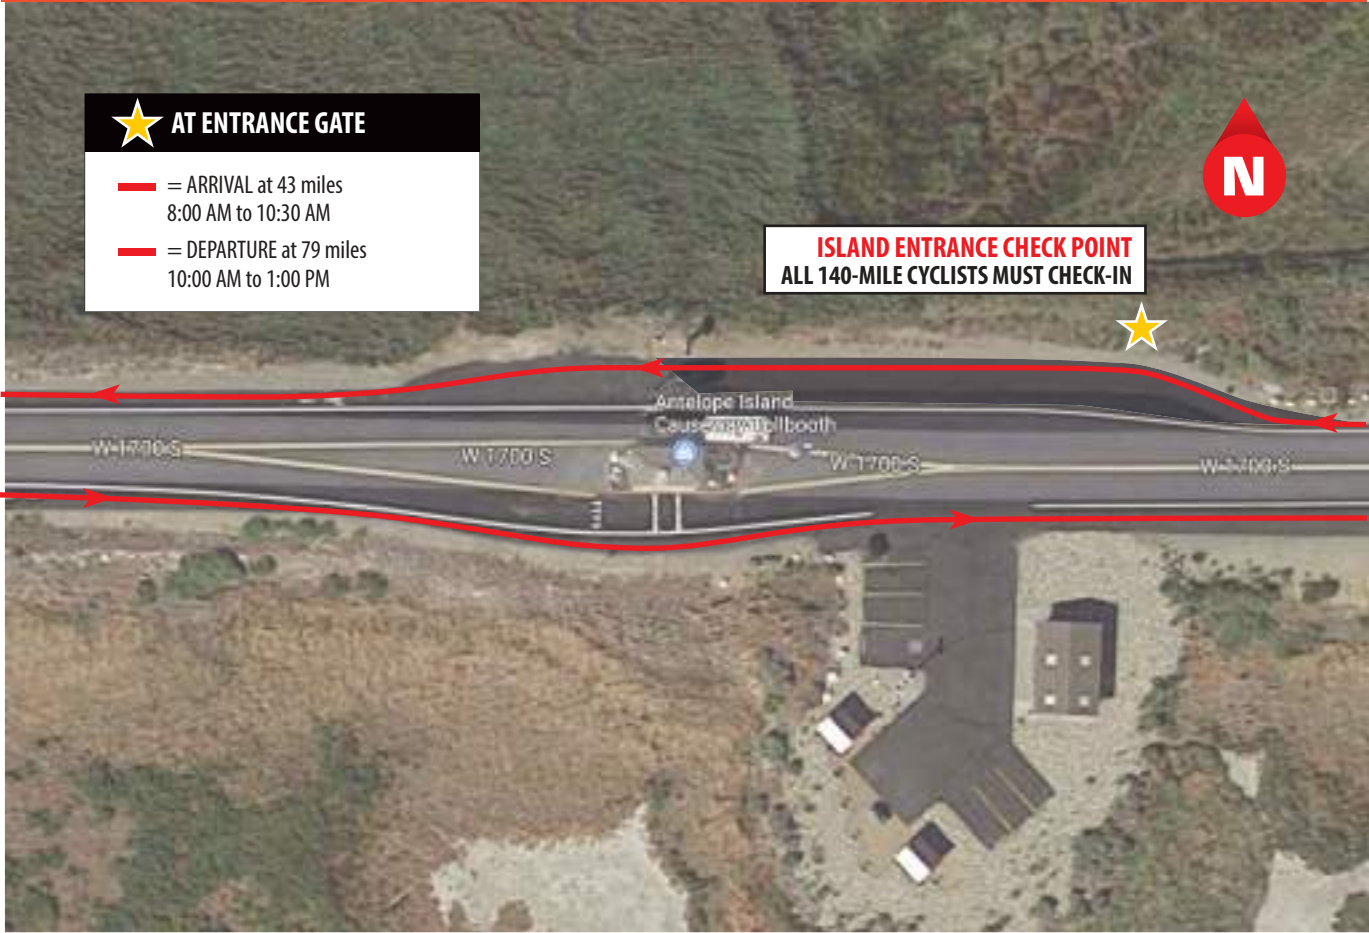 AT ENTRANCE GATE
= ARRIVAL at 43 miles
8:00 AM to 10:30 AM
= DEPARTURE at 79 miles
10:00 AM to 1:00 PM
N
ISLAND ENTRANCE CHECK POINT
ALL 140-MILE CYCLISTS MUST CHECK-IN
Antelope Island
Causeway Tollbooth
W 1700 S
W 1700 S
W 1700 S
W 1700 S